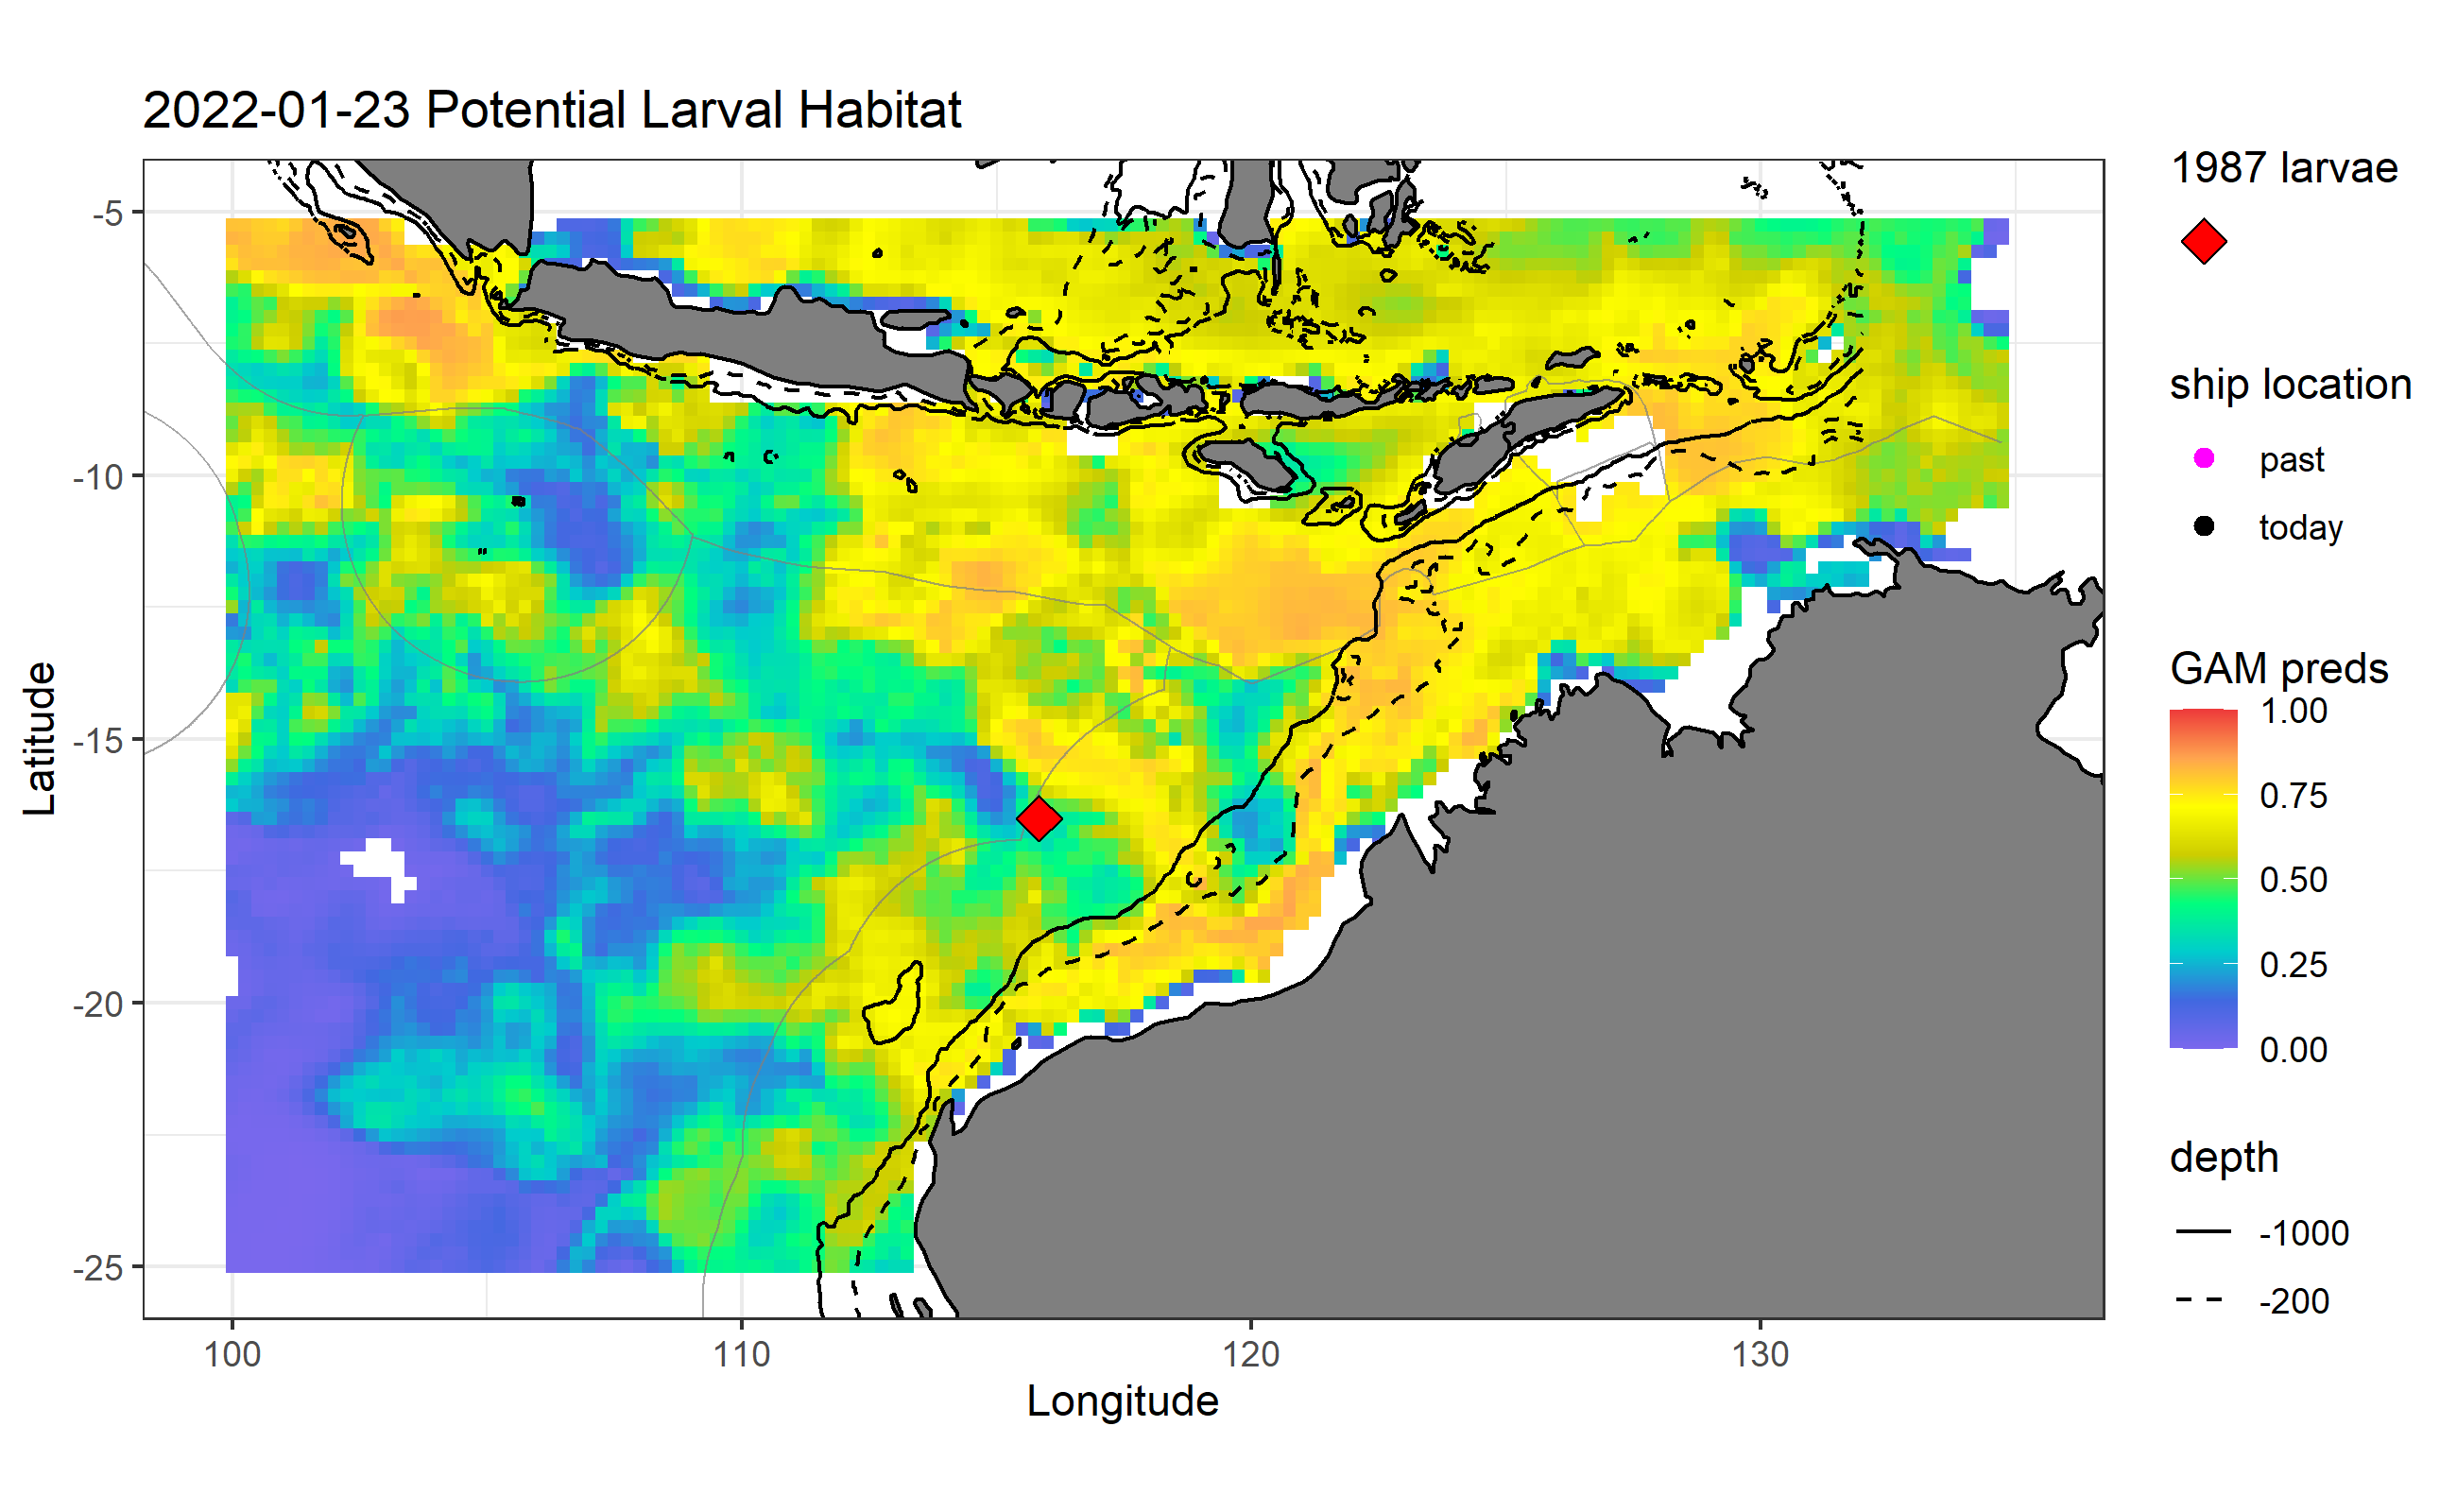 2022-01-23 Potential Larval Habitat
-5
-10
-15
-20
-25
Latitude
100
110
120
130
Longitude
1987 larvae
ship location
past
today
GAM preds
1.00
0.75
0.50
0.25
0.00
depth
-1000
-200